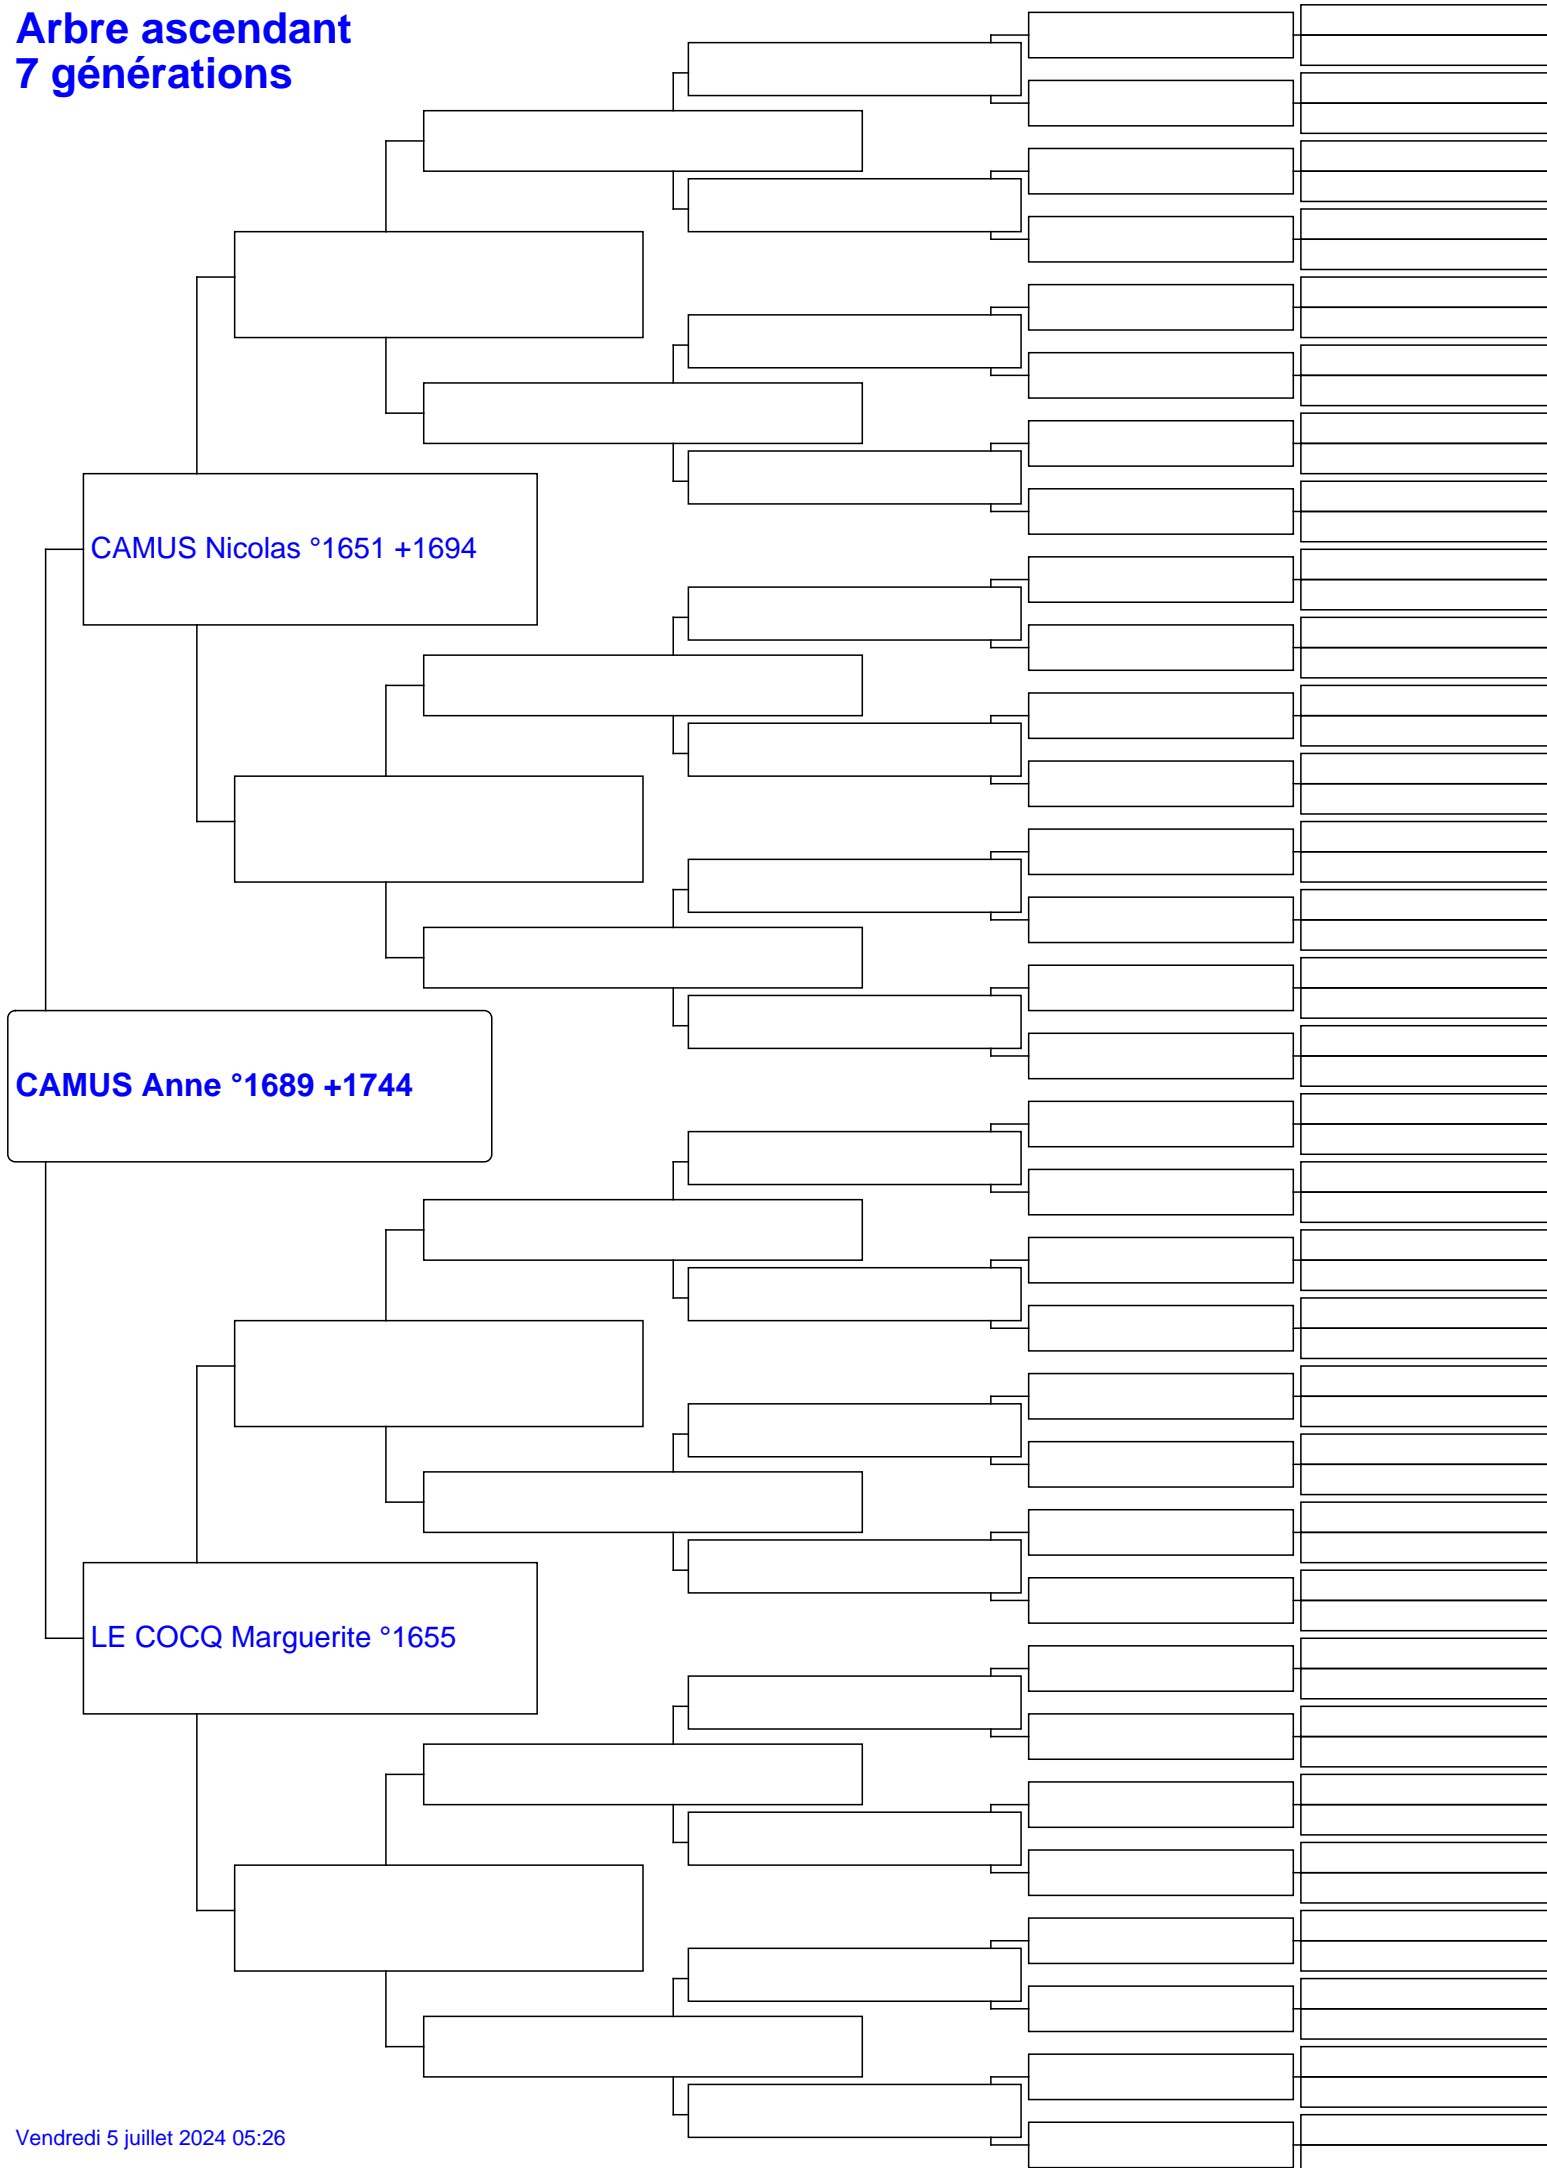 Arbre ascendant
7 générations
CAMUS Nicolas °1651 +1694
CAMUS Anne °1689 +1744
LE COCQ Marguerite °1655
Vendredi 5 juillet 2024 05:26